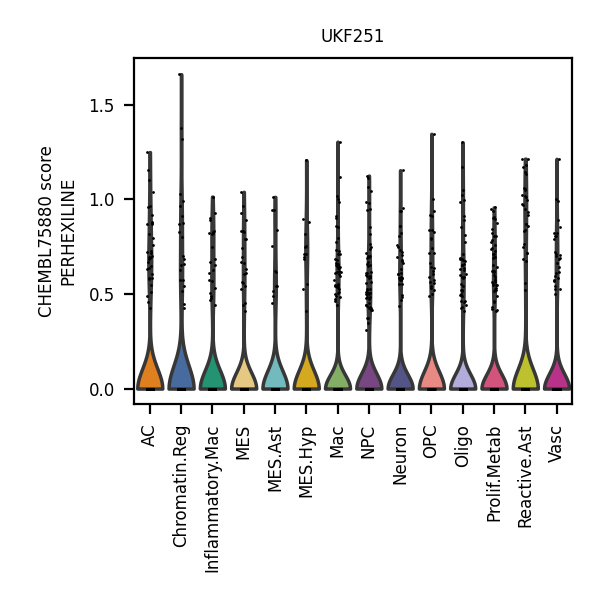 UKF251
CHEMBL75880 score
PERHEXILINE
1.5
1.0
0.5
0.0
AC
Chromatin.Reg
Inflammatory.Mac
MES
MES.Ast
MES.Hyp
Mac
NPC
Neuron
OPC
Oligo
Prolif.Metab
Reactive.Ast
Vasc